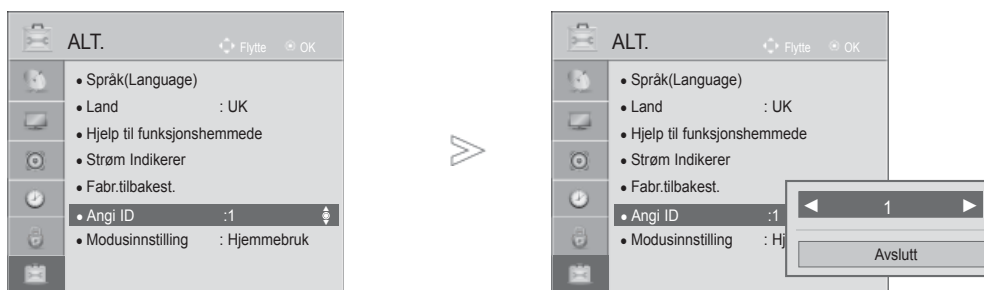 ALT.
Flytte OK
• Språk(Language)
• Land : UK
• Hjelp til funksjonshemmede
• Strøm Indikerer
• Fabr.tilbakest.
• Angi ID :1
• Modusinnstilling : Hjemmebruk
ALT.
Flytte OK
• Språk(Language)
• Land : UK
• Hjelp til funksjonshemmede
• Strøm Indikerer
• Fabr.tilbakest.
• Angi ID :1
• Modusinnstilling : Hj
◄ 1 ►
Avslutt